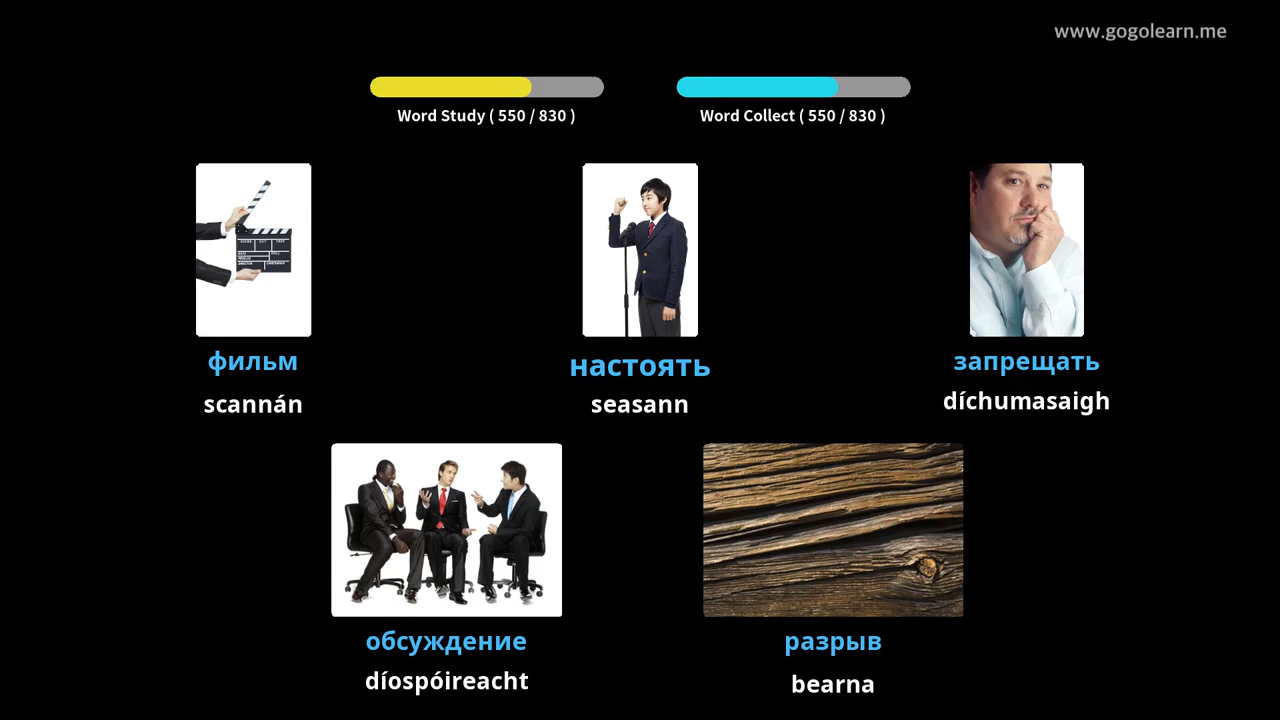 www.gogolearn.me
Word Study ( 550 / 830 )
Word Collect ( 550 / 830 )
фильм
настоять
запрещать
scannán
seasann
díchumasaigh
обсуждение
разрыв
díospóireacht
bearna